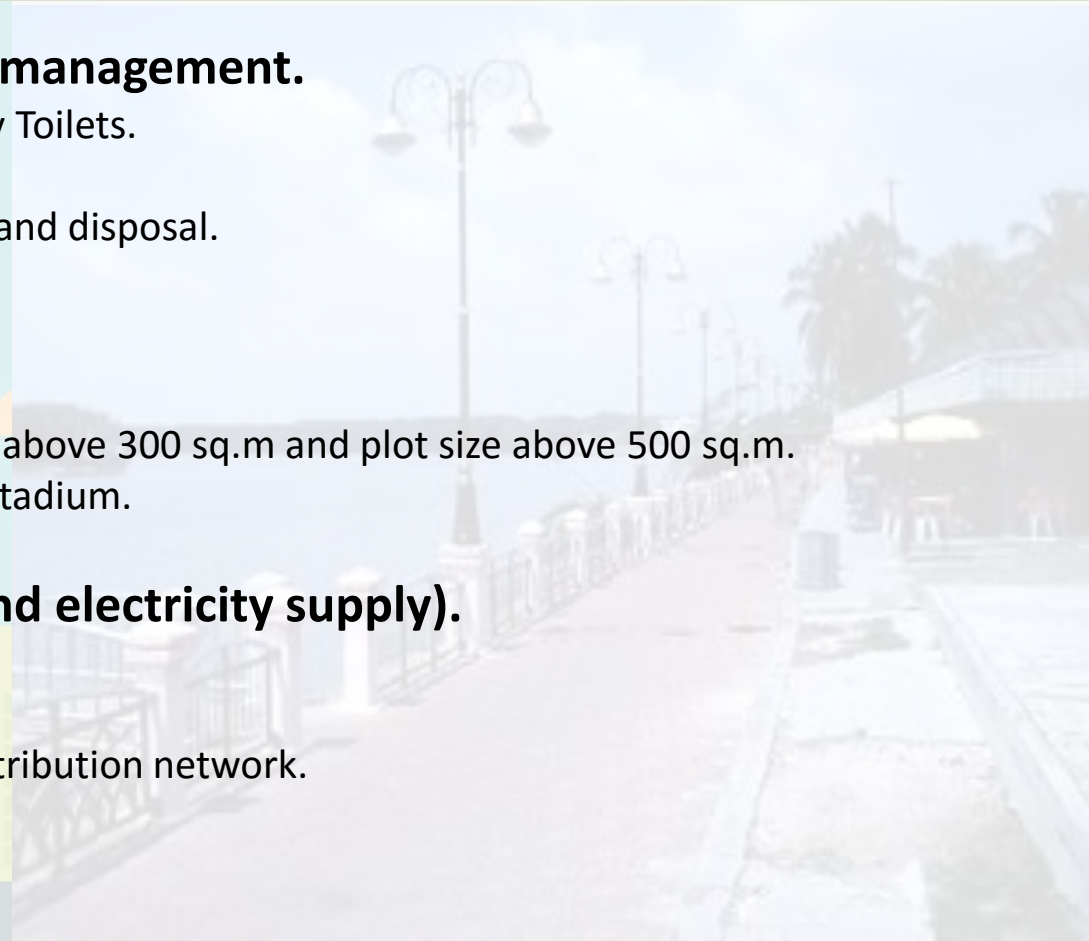 management.
Toilets.
and disposal.
above 300 sq.m and plot size above 500 sq.m.
tadium.
nd electricity supply).
tribution network.